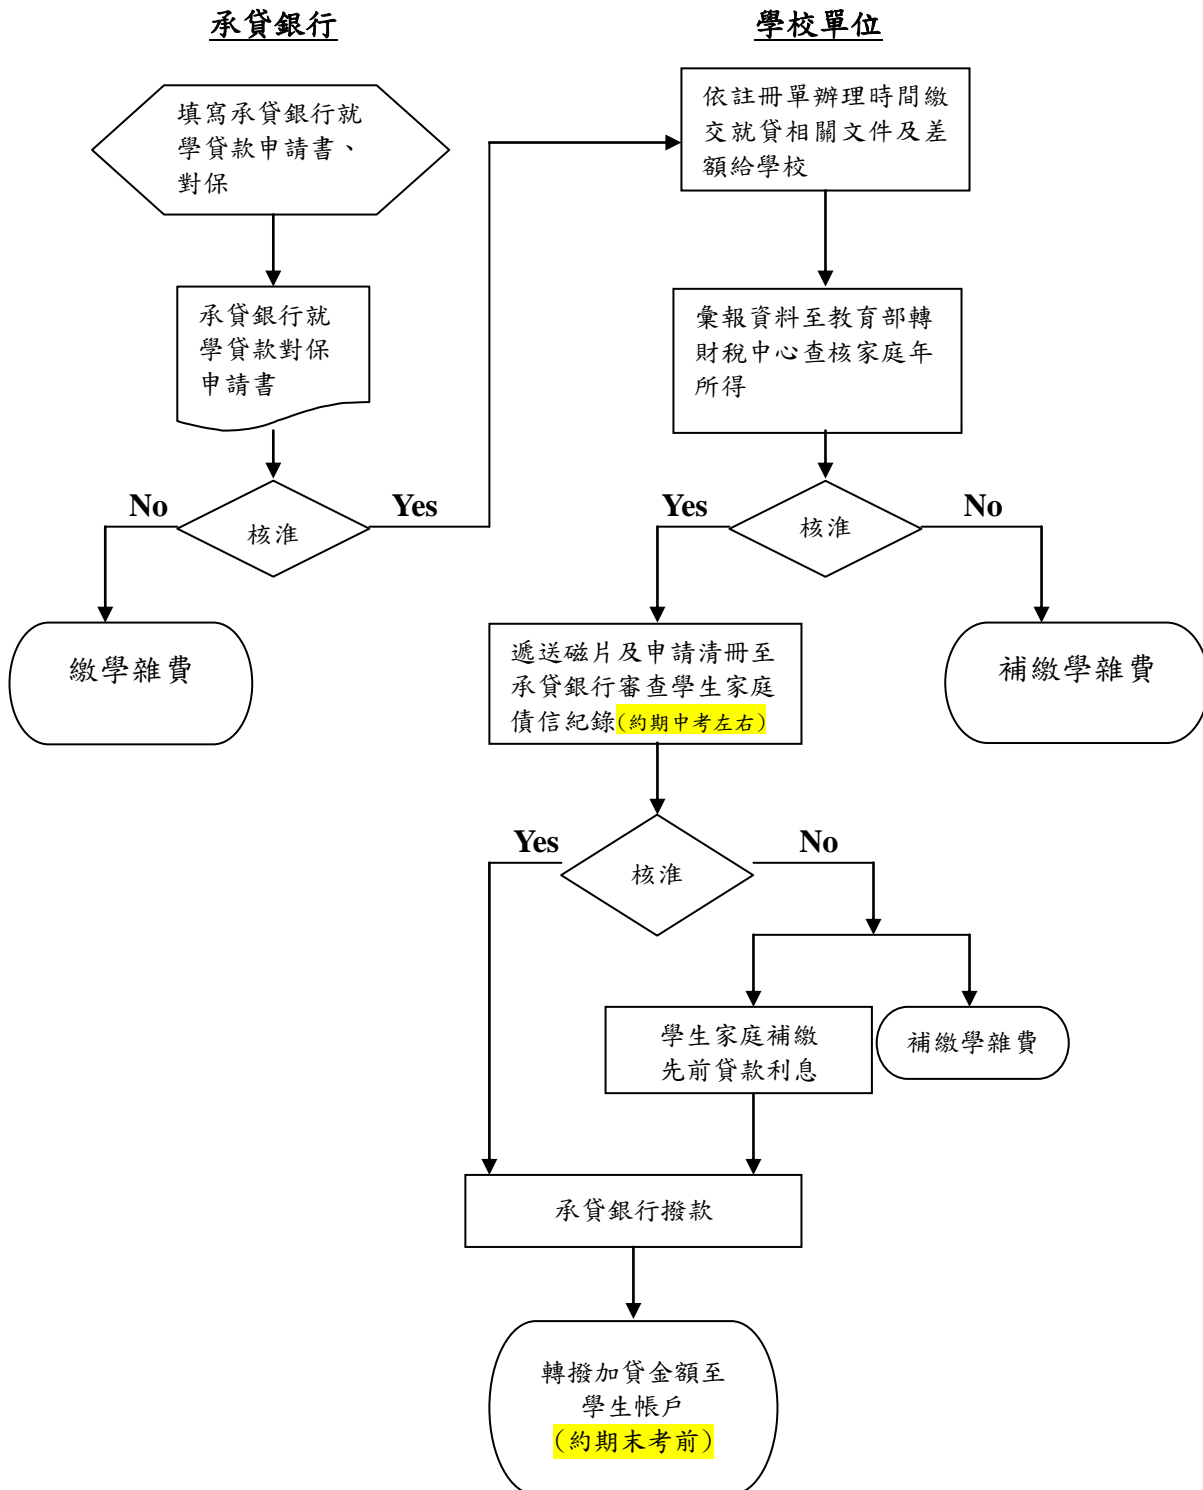 承貸銀行
學校單位
填寫承貸銀行就
學貸款申請書、
對保
依註冊單辦理時間繳
交就貸相關文件及差
額給學校
承貸銀行就
學貸款對保
申請書
彙報資料至教育部轉
財稅中心查核家庭年
所得
No
核准
Yes
Yes
核准
No
繳學雜費
遞送磁片及申請清冊至
承貸銀行審查學生家庭
債信紀錄(約期中考左右)
補繳學雜費
Yes
核准
No
學生家庭補繳
先前貸款利息
補繳學雜費
承貸銀行撥款
轉撥加貸金額至
學生帳戶
(約期末考前)